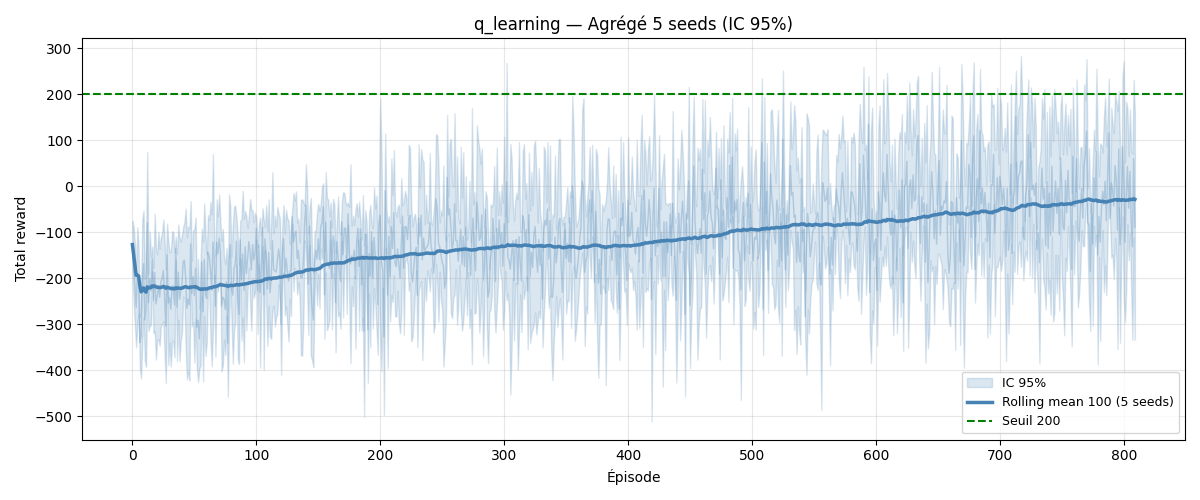 q_learning — Agrégé 5 seeds (IC 95%)
Total reward
300
200
100
0
−100
−200
−300
−400
−500
0 100 200 300 400 500 600 700 800
Épisode
IC 95%
Rolling mean 100 (5 seeds)
Seuil 200